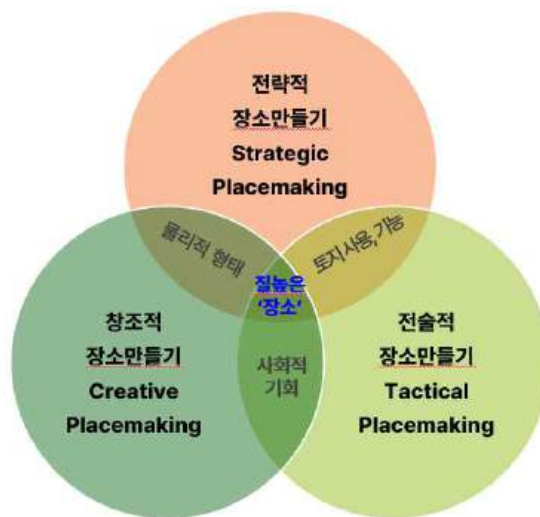 전략적
장소만들기
Strategic
Placemaking
물리적 형태
토지사용,기능
질높은
‘장소’
창조적
장소만들기
Creative
Placemaking
사회적
기회
전술적
장소만들기
Tactical
Placemaking